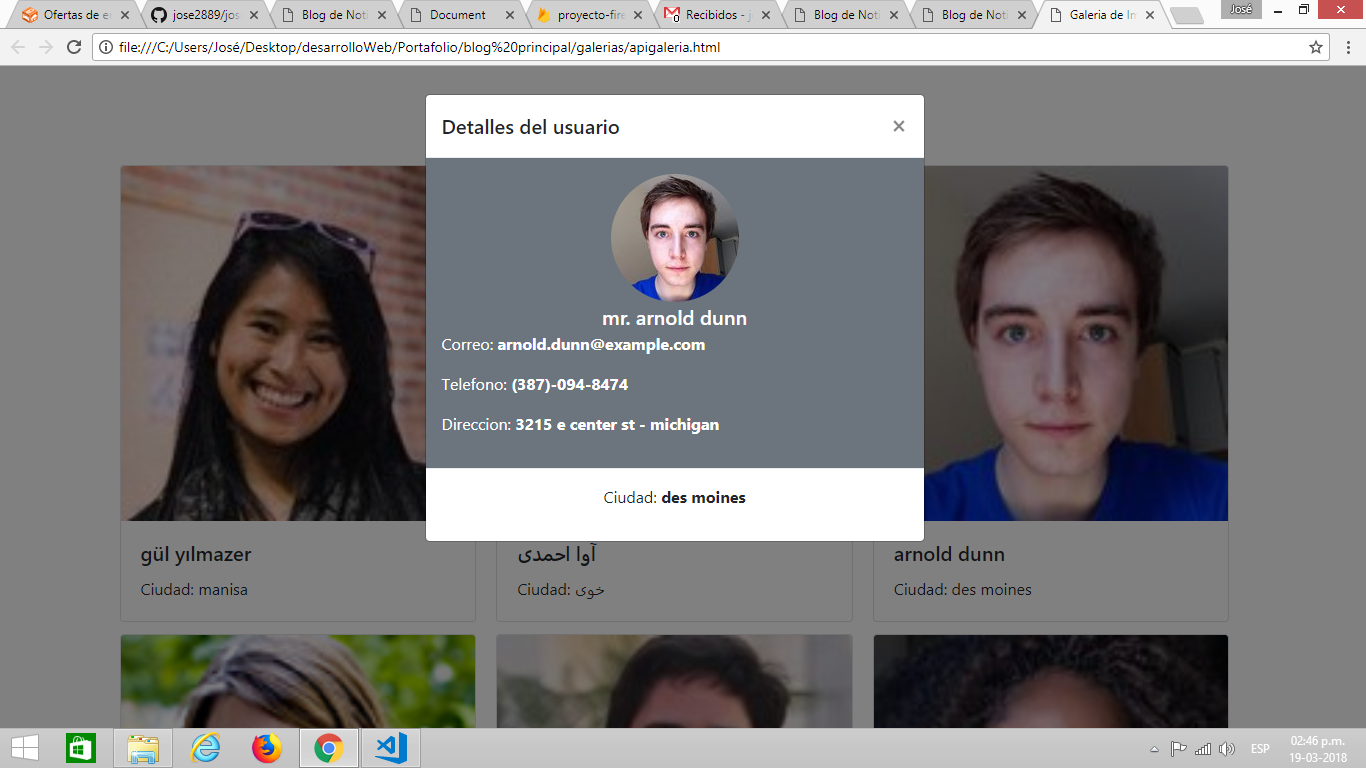 Ofertas de e
jose2889/jos
Blog de Noti
Document
proyecto-fire
Recibidos - j
Blog de Noti
Blog de Noti
Galeria de In
José
file:///C:/Users/José/Desktop/desarrolloWeb/Portafolio/blog%20principal/galerias/apigaleria.html
Detalles del usuario ×
mr. arnold dunn
Correo: arnold.dunn@example.com
Telefono: (387)-094-8474
Direccion: 3215 e center st - michigan
Ciudad: des moines
gül yılmazer
Ciudad: manisa
آوا احمدی
Ciudad: خوی
arnold dunn
Ciudad: des moines
ESP
02:46 p.m.
19-03-2018